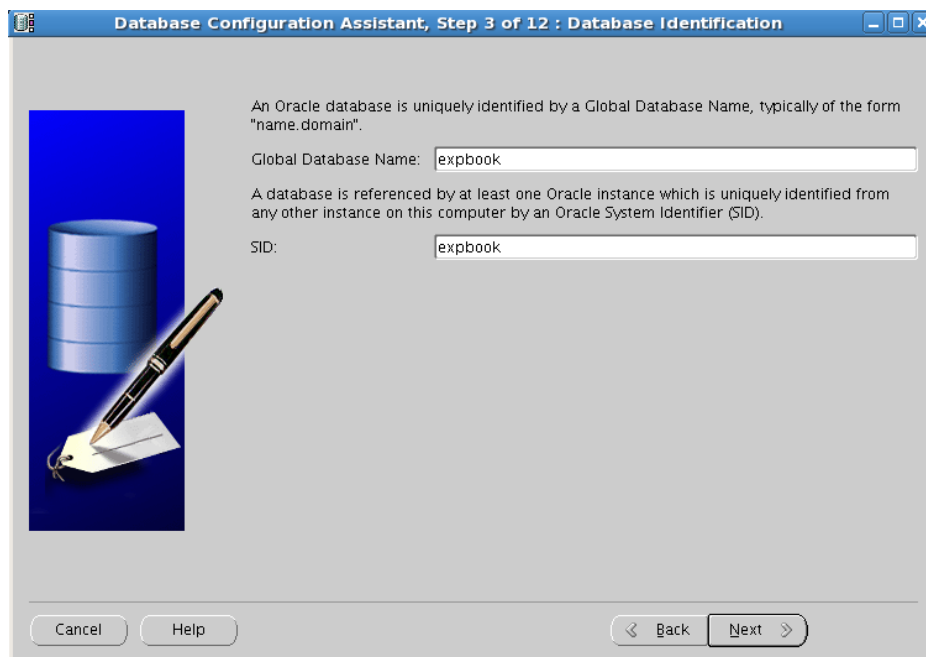 Database Configuration Assistant, Step 3 of 12 : Database Identification
An Oracle database is uniquely identified by a Global Database Name, typically of the form
"name.domain".
Global Database Name: expbook
A database is referenced by at least one Oracle instance which is uniquely identified from
any other instance on this computer by an Oracle System Identifier (SID).
SID: expbook
Cancel Help Back Next